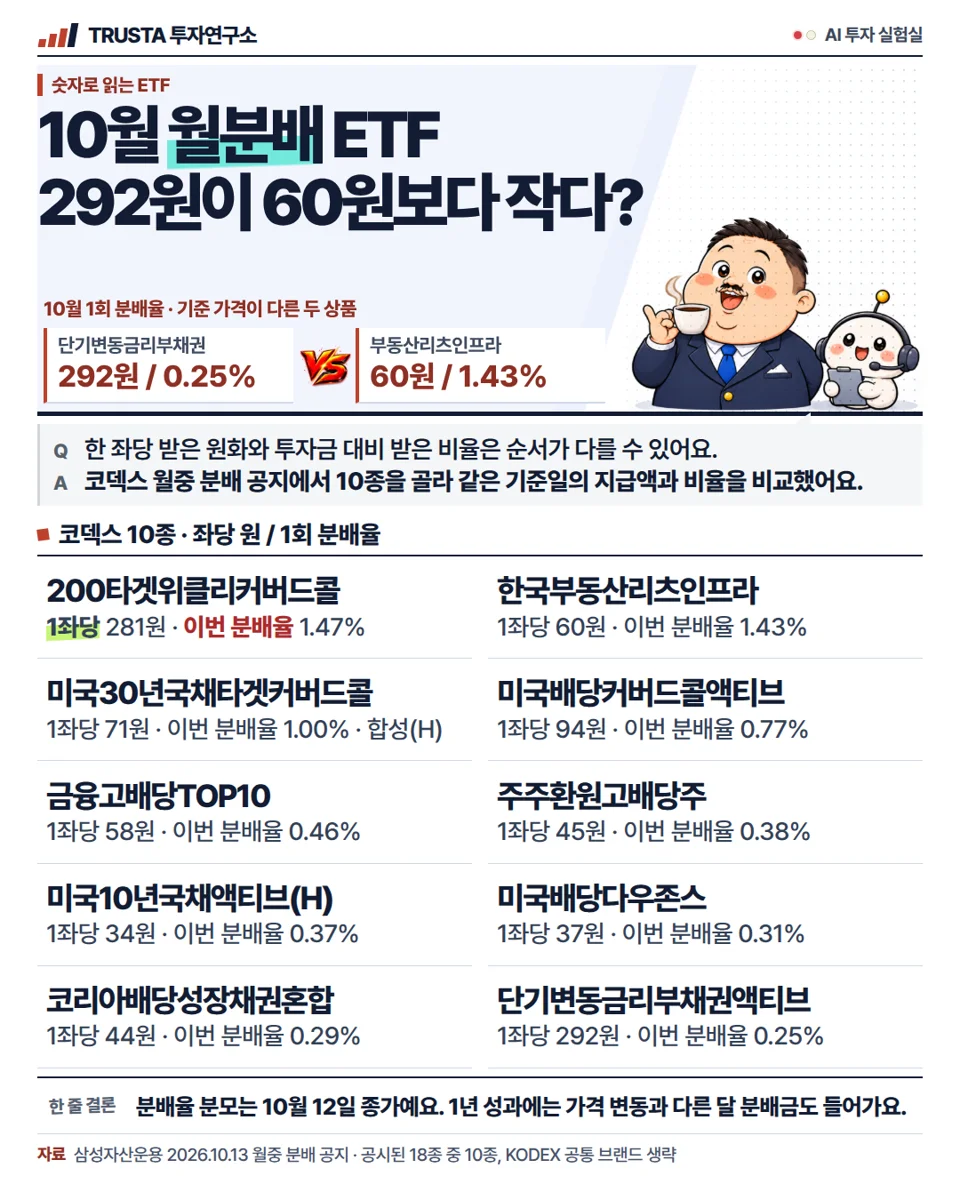 TRUSTA 투자연구소
AI 투자 실험실
숫자로 읽는 ETF
10월 월분배 ETF
292원이 60원보다 작다?
10월 1회 분배율 · 기준 가격이 다른 두 상품
단기변동금리부채권
292원 / 0.25%
VS
부동산리츠인프라
60원 / 1.43%
Q 한 좌당 받은 원화와 투자금 대비 받은 비율은 순서가 다를 수 있어요.
A 코덱스 월중 분배 공지에서 10종을 골라 같은 기준일의 지급액과 비율을 비교했어요.
코덱스 10종 · 좌당 원 / 1회 분배율
200타겟위클리커버드콜
1좌당 281원 · 이번 분배율 1.47%
한국부동산리츠인프라
1좌당 60원 · 이번 분배율 1.43%
미국30년국채타겟커버드콜
1좌당 71원 · 이번 분배율 1.00% · 합성(H)
미국배당커버드콜액티브
1좌당 94원 · 이번 분배율 0.77%
금융고배당TOP10
1좌당 58원 · 이번 분배율 0.46%
주주환원고배당주
1좌당 45원 · 이번 분배율 0.38%
미국10년국채액티브(H)
1좌당 34원 · 이번 분배율 0.37%
미국배당다우존스
1좌당 37원 · 이번 분배율 0.31%
코리아배당성장채권혼합
1좌당 44원 · 이번 분배율 0.29%
단기변동금리부채권액티브
1좌당 292원 · 이번 분배율 0.25%
한 줄 결론 분배율 분모는 10월 12일 종가예요. 1년 성과에는 가격 변동과 다른 달 분배금도 들어가요.
자료 삼성자산운용 2026.10.13 월중 분배 공지 · 공시된 18종 중 10종, KODEX 공통 브랜드 생략